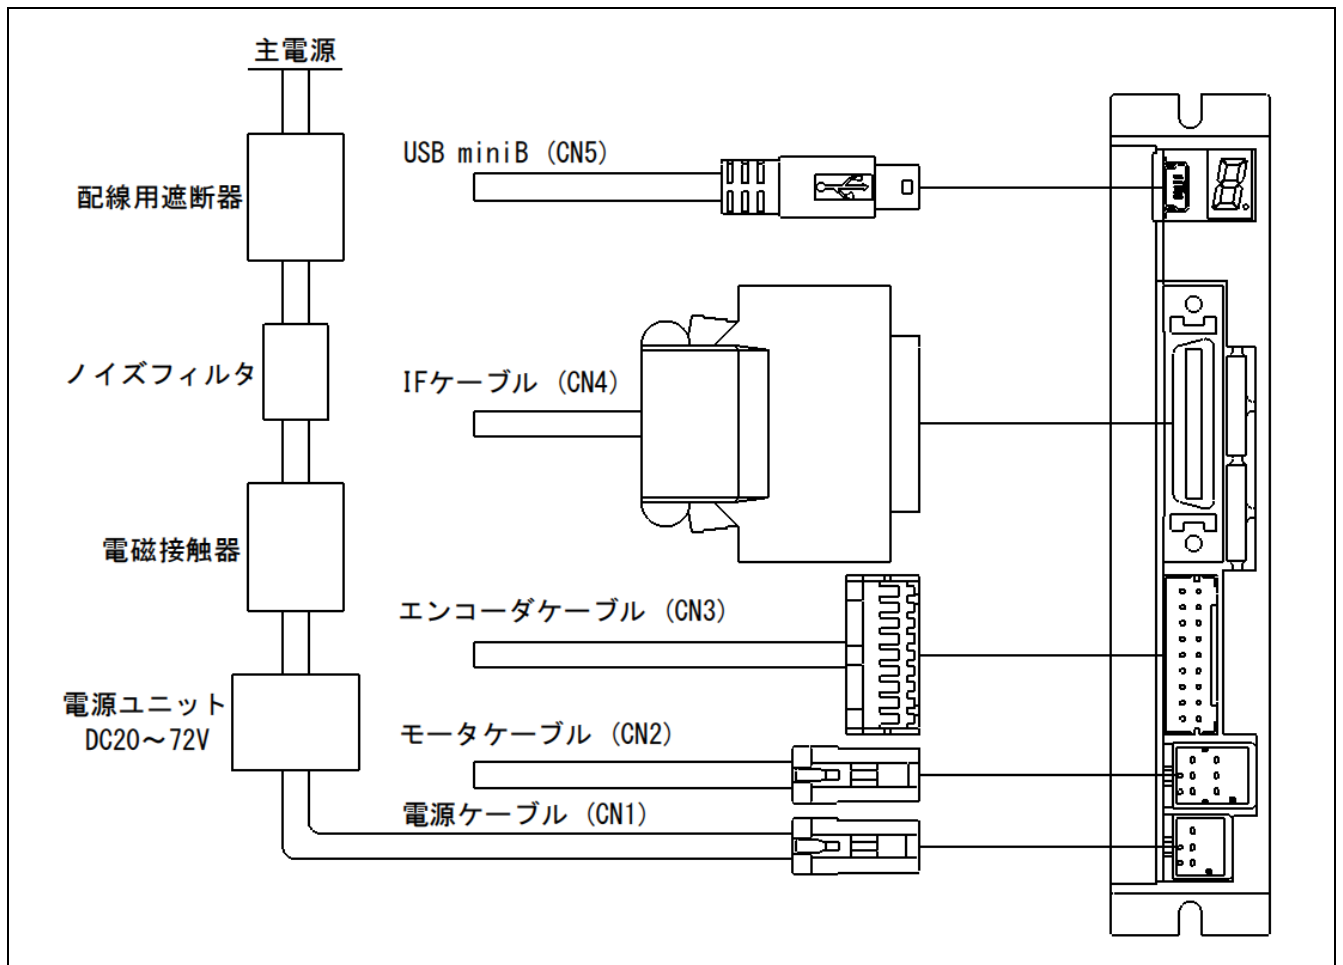 主電源
配線用遮断器
ノイズフィルタ
電磁接触器
電源ユニット
DC20～72V
USB miniB (CN5)
IFケーブル (CN4)
エンコーダケーブル (CN3)
モータケーブル (CN2)
電源ケーブル (CN1)